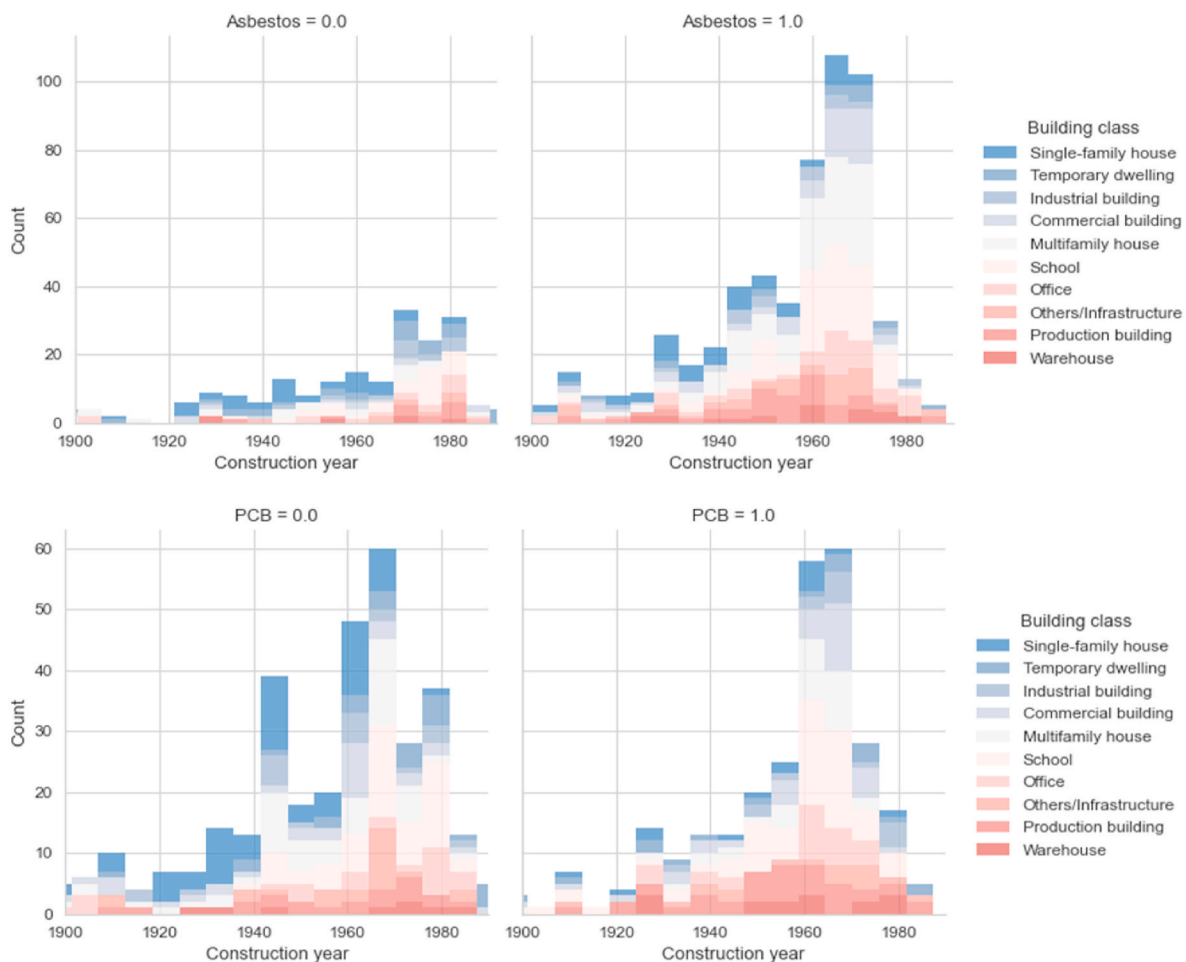 Asbestos = 0.0
Asbestos = 1.0
100
80
60
40
20
0
Count
1900 1920 1940 1960 1980
Construction year
1900 1920 1940 1960 1980
Construction year
Building class
Single-family house
Temporary dwelling
Industrial building
Commercial building
Multifamily house
School
Office
Others/Infrastructure
Production building
Warehouse
PCB = 0.0
PCB = 1.0
60
50
40
30
20
10
0
Count
1900 1920 1940 1960 1980
Construction year
1900 1920 1940 1960 1980
Construction year
Building class
Single-family house
Temporary dwelling
Industrial building
Commercial building
Multifamily house
School
Office
Others/Infrastructure
Production building
Warehouse